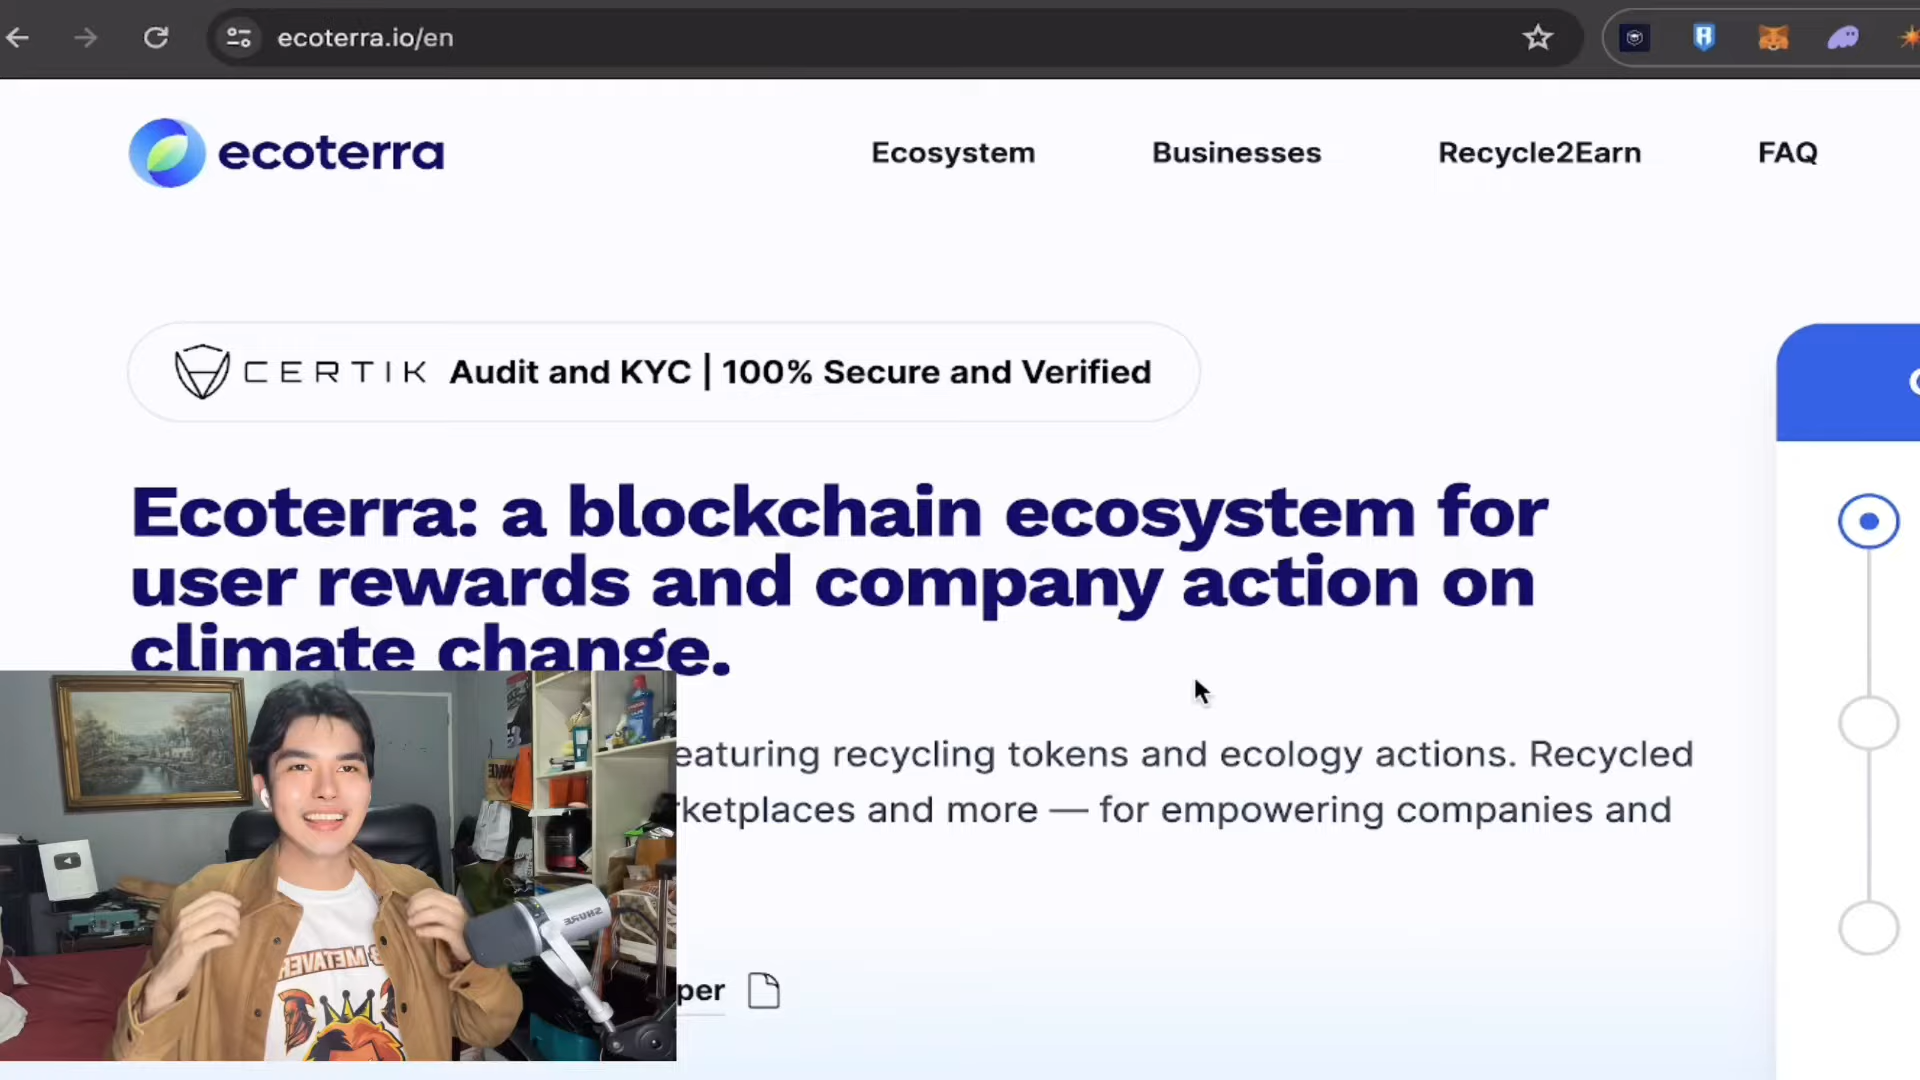 ecoterra.io/en
ecoterra
Ecosystem Businesses Recycle2Earn FAQ
CERTIK Audit and KYC | 100% Secure and Verified
Ecoterra: a blockchain ecosystem for
user rewards and company action on
climate change.
eaturing recycling tokens and ecology actions. Recycled
ketplaces and more — for empowering companies and
per
SHURE